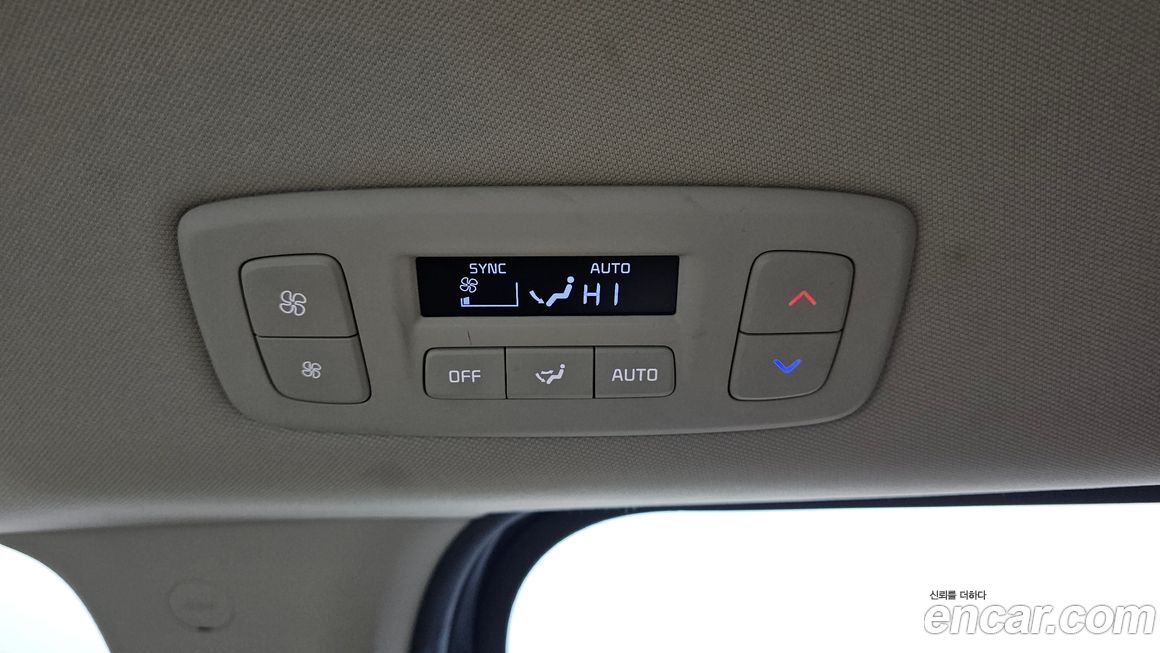 SYNC AUTO
HI
OFF AUTO
신뢰를 더하다
encar.com